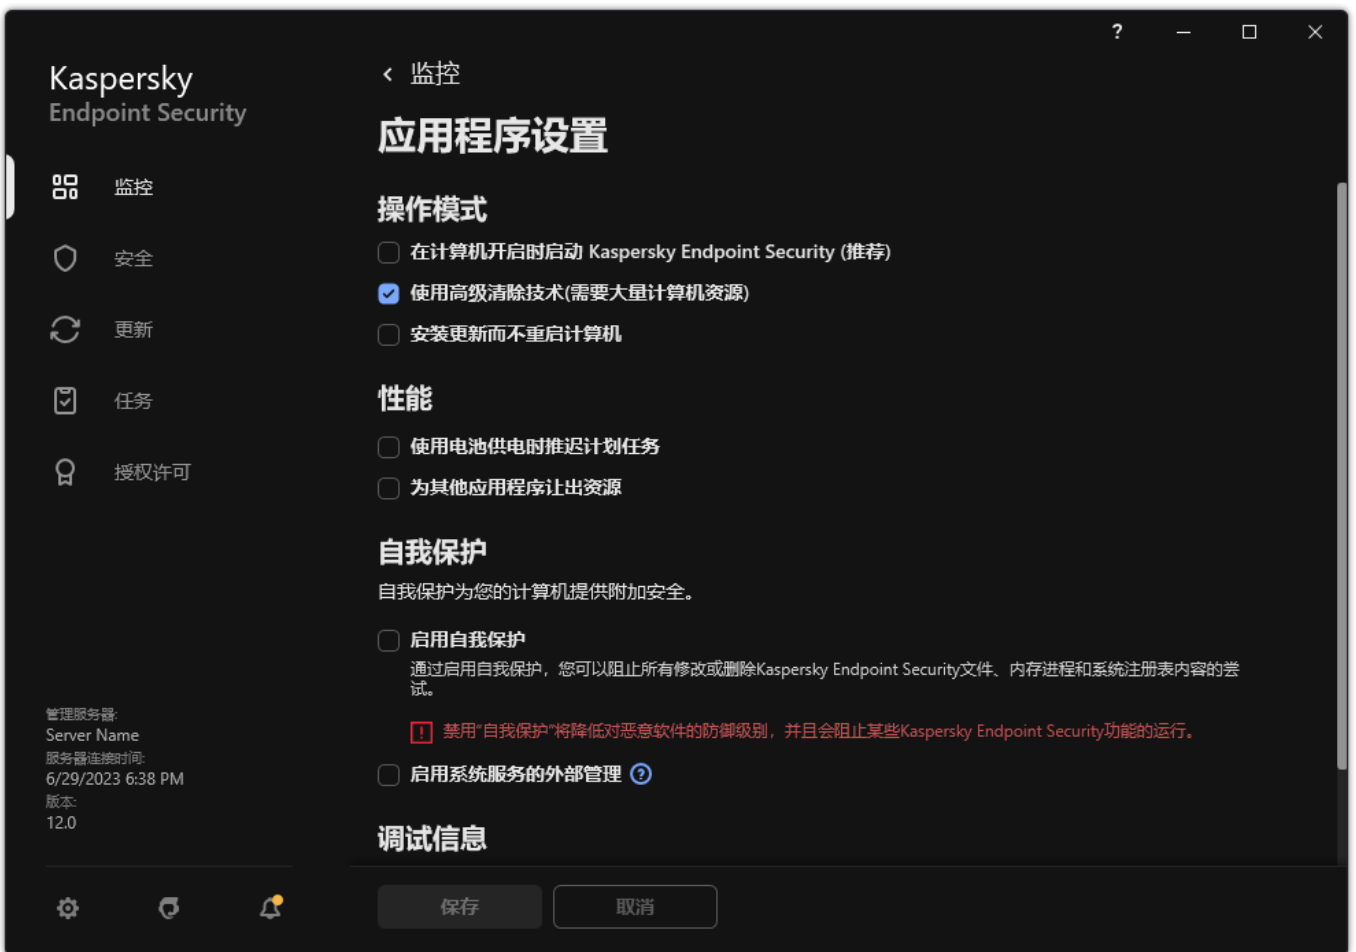 ?
Kaspersky
Endpoint Security
监控
安全
更新
任务
授权许可
管理服务器:
Server Name
服务器连接时间:
6/29/2023 6:38 PM
版本:
12.0
监控
应用程序设置
操作模式
在计算机开启时启动 Kaspersky Endpoint Security (推荐)
使用高级清除技术(需要大量计算机资源)
安装更新而不重启计算机
性能
使用电池供电时推迟计划任务
为其他应用程序让出资源
自我保护
自我保护为您的计算机提供附加安全。
启用自我保护
通过启用自我保护，您可以阻止所有修改或删除Kaspersky Endpoint Security文件、内存进程和系统注册表内容的尝
试。
禁用“自我保护”将降低对恶意软件的防御级别，并且会阻止某些Kaspersky Endpoint Security功能的运行。
启用系统服务的外部管理 ?
调试信息
保存
取消